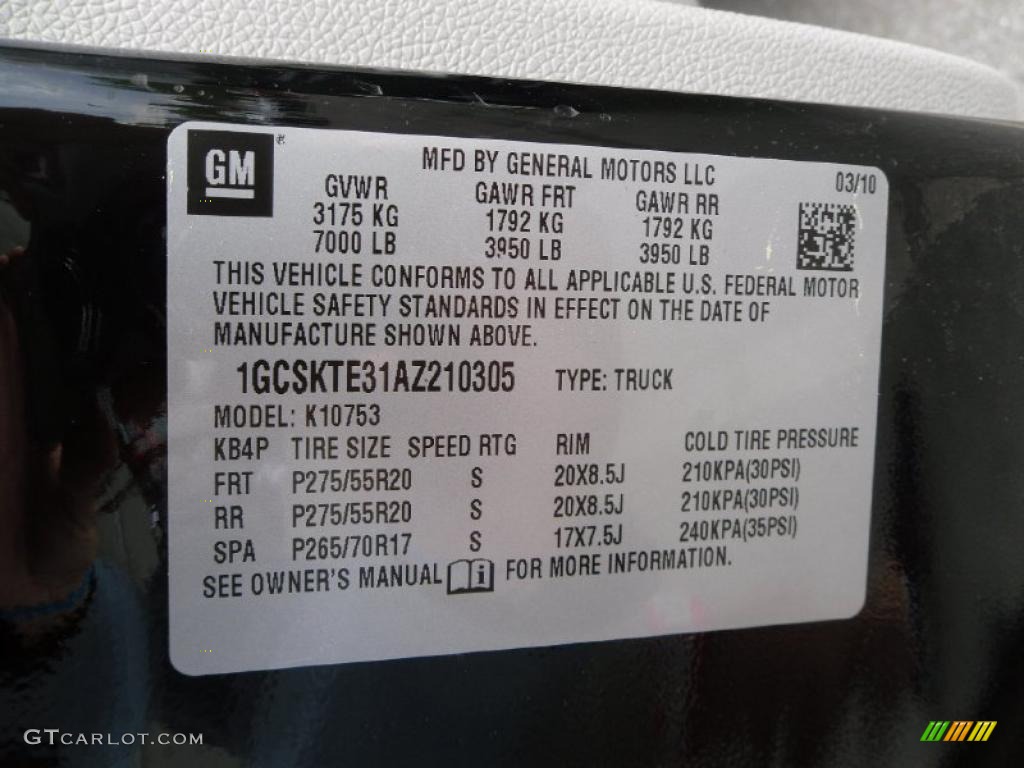 GM ®
MFD BY GENERAL MOTORS LLC
03/10
GVWR GAWR FRT GAWR RR
3175 KG 1792 KG 1792 KG
7000 LB 3950 LB 3950 LB
THIS VEHICLE CONFORMS TO ALL APPLICABLE U.S. FEDERAL MOTOR
VEHICLE SAFETY STANDARDS IN EFFECT ON THE DATE OF
MANUFACTURE SHOWN ABOVE.
1GCSKTE31AZ210305 TYPE: TRUCK
MODEL: K10753
KB4P TIRE SIZE SPEED RTG RIM COLD TIRE PRESSURE
FRT P275/55R20 S 20X8.5J 210KPA(30PSI)
RR P275/55R20 S 20X8.5J 210KPA(30PSI)
SPA P265/70R17 S 17X7.5J 240KPA(35PSI)
SEE OWNER'S MANUAL i FOR MORE INFORMATION.
GTCARLOT.COM